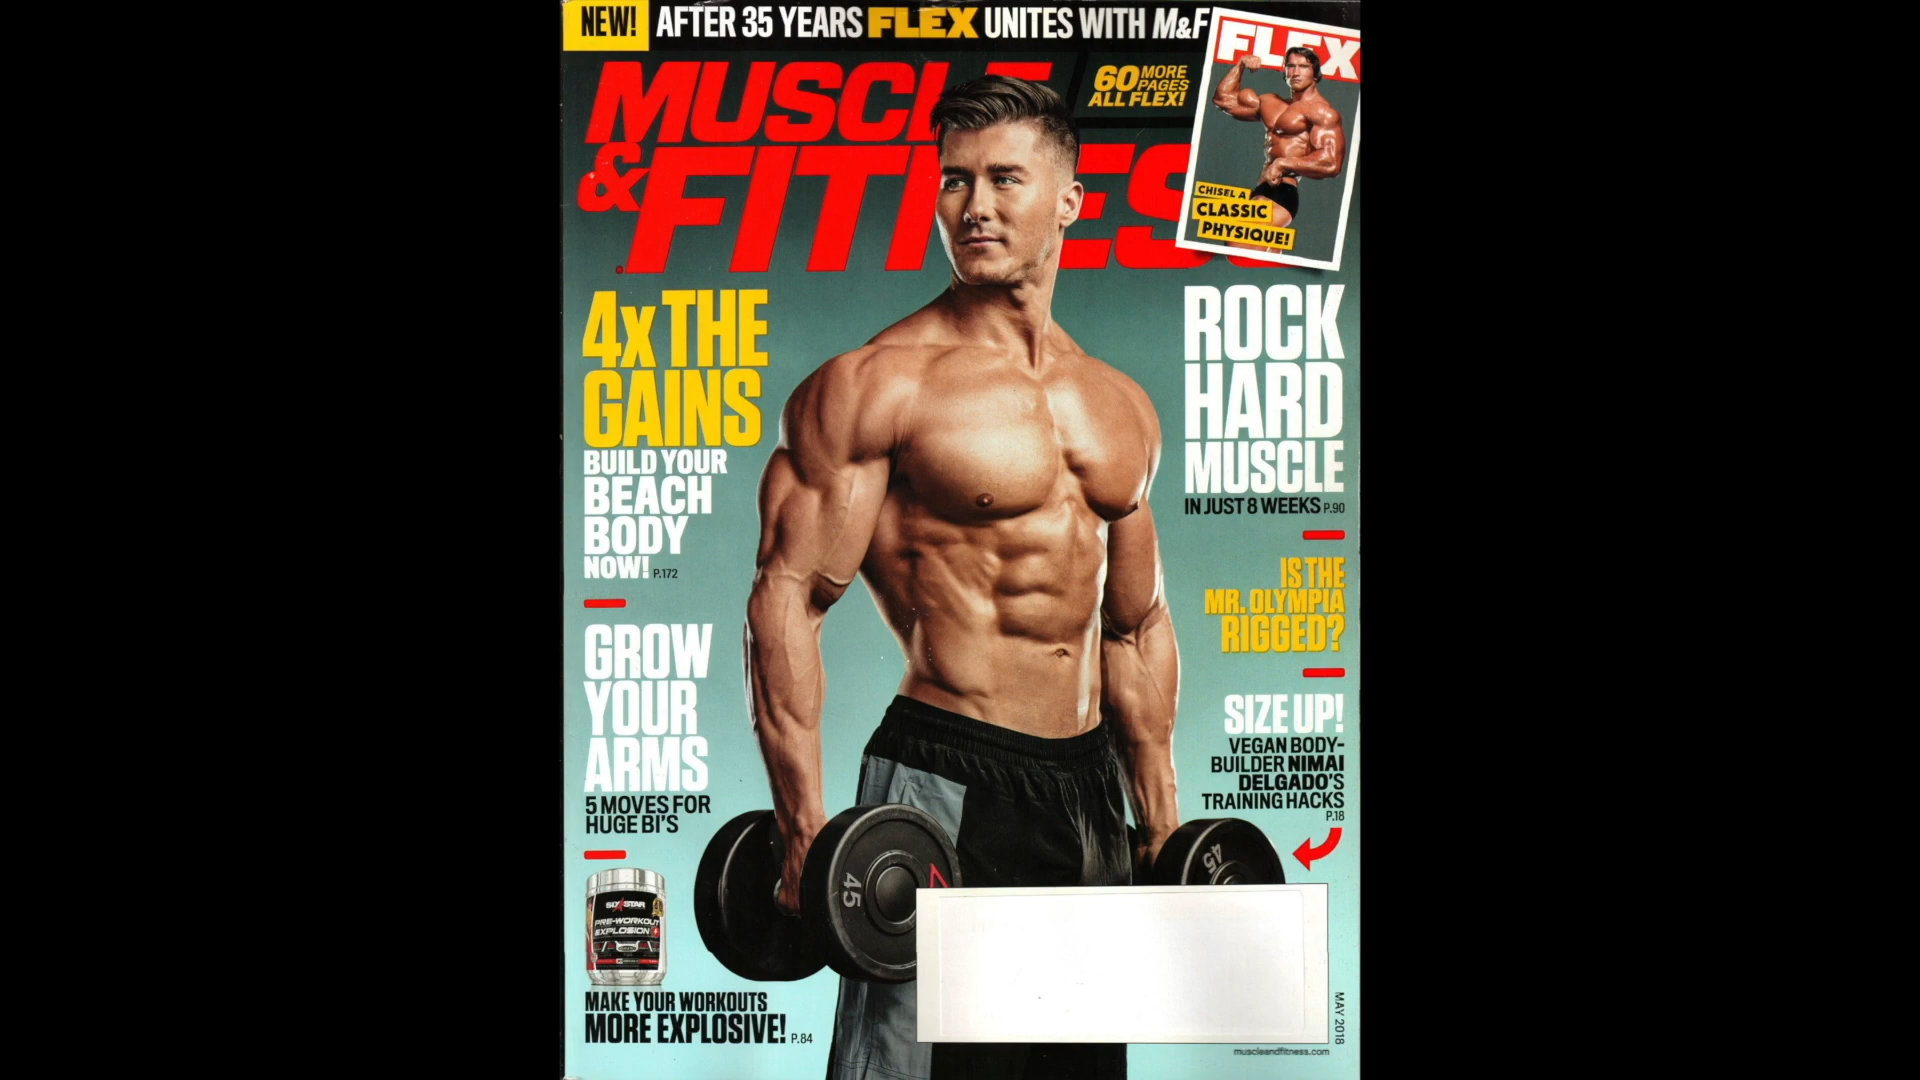 NEW! AFTER 35 YEARS FLEX UNITES WITH M&F
MUSCLE
& FITNESS
60 MORE
PAGES
ALL FLEX!
FLEX
CHISEL A
CLASSIC
PHYSIQUE!
4x THE
GAINS
BUILD YOUR
BEACH
BODY
NOW! P.172
GROW
YOUR
ARMS
5 MOVES FOR
HUGE BI'S
SIX STAR
PRE-WORKOUT
EXPLOSION
MAKE YOUR WORKOUTS
MORE EXPLOSIVE! P.84
ROCK
HARD
MUSCLE
IN JUST 8 WEEKS P.90
IS THE
MR. OLYMPIA
RIGGED?
SIZE UP!
VEGAN BODY-
BUILDER NIMAI
DELGADO'S
TRAINING HACKS
P.18
45
45
MAY 2018
muscleandfitness.com